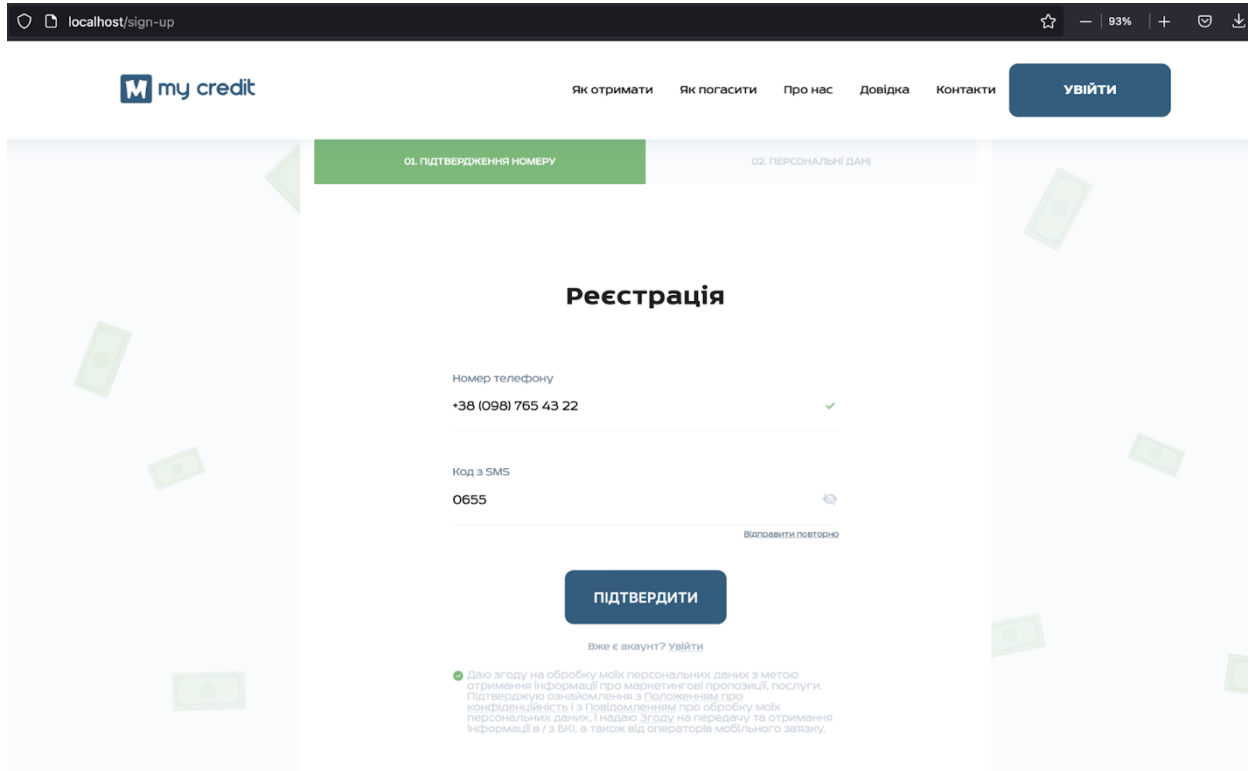 localhost/sign-up
93%
my credit
Як отримати
Як погасити
Про нас
Довідка
Контакти
УВІЙТИ
01. ПІДТВЕРДЖЕННЯ НОМЕРУ
02. ПЕРСОНАЛЬНІ ДАНІ
Реєстрація
Номер телефону
+38 (098) 765 43 22
Код з SMS
0655
Відправити повторно
ПІДТВЕРДИТИ
Вже є акаунт? Увійти
Даю згоду на обробку моїх персональних даних з метою
отримання інформації про маркетингові пропозиції, послуги.
Підтверджую ознайомлення з Положенням про
конфіденційність і з Повідомленням про обробку моїх
персональних даних, і надаю Згоду на передачу та отримання
інформації в / з БКІ, а також від операторів мобільного зв'язку.